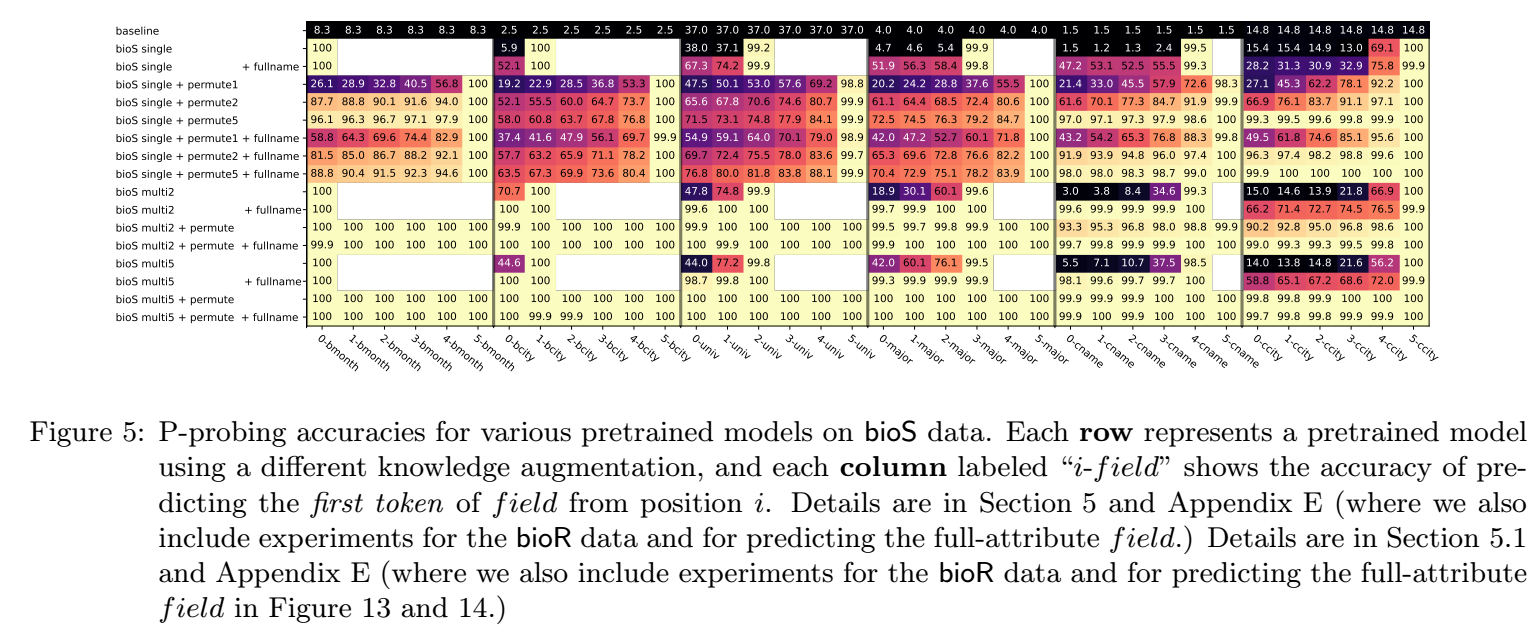 baseline 8.3 8.3 8.3 8.3 8.3 8.3 2.5 2.5 2.5 2.5 2.5 2.5 37.0 37.0 37.0 37.0 37.0 37.0 4.0 4.0 4.0 4.0 4.0 4.0 1.5 1.5 1.5 1.5 1.5 1.5 14.8 14.8 14.8 14.8 14.8 14.8
bioS single 100 5.9 100 38.0 37.1 99.2 4.7 4.6 5.4 99.9 1.5 1.2 1.3 2.4 99.5 15.4 15.4 14.9 13.0 69.1 100
bioS single + fullname 100 52.1 100 67.3 74.2 99.9 51.9 56.3 58.4 99.8 47.2 53.1 52.5 55.5 99.3 28.2 31.3 30.9 32.9 75.8 99.9
bioS single + permute1 26.1 28.9 32.8 40.5 56.8 100 19.2 22.9 28.5 36.8 53.3 100 47.5 50.1 53.0 57.6 69.2 98.8 20.2 24.2 28.8 37.6 55.5 100 21.4 33.0 45.5 57.9 72.6 98.3 27.1 45.3 62.2 78.1 92.2 100
bioS single + permute2 87.7 88.8 90.1 91.6 94.0 100 52.1 55.5 60.0 64.7 73.7 100 65.6 67.8 70.6 74.6 80.7 99.9 61.1 64.4 68.5 72.4 80.6 100 61.6 70.1 77.3 84.7 91.9 99.9 66.9 76.1 83.7 91.1 97.1 100
bioS single + permute5 96.1 96.3 96.7 97.1 97.9 100 58.0 60.8 63.7 67.8 76.8 100 71.5 73.1 74.8 77.9 84.1 99.9 72.5 74.5 76.3 79.2 84.7 100 97.0 97.1 97.3 97.9 98.6 100 99.3 99.5 99.6 99.8 99.9 100
bioS single + permute1 + fullname 58.8 64.3 69.6 74.4 82.9 100 37.4 41.6 47.9 56.1 69.7 99.9 54.9 59.1 64.0 70.1 79.0 98.9 42.0 47.2 52.7 60.1 71.8 100 43.2 54.2 65.3 76.8 88.3 99.8 49.5 61.8 74.6 85.1 95.6 100
bioS single + permute2 + fullname 81.5 85.0 86.7 88.2 92.1 100 57.7 63.2 65.9 71.1 78.2 100 69.7 72.4 75.5 78.0 83.6 99.7 65.3 69.6 72.8 76.6 82.2 100 91.9 93.9 94.8 96.0 97.4 100 96.3 97.4 98.2 98.8 99.6 100
bioS single + permute5 + fullname 88.8 90.4 91.5 92.3 94.6 100 63.5 67.3 69.9 73.6 80.4 100 76.8 80.0 81.8 83.8 88.1 99.9 70.4 72.9 75.1 78.2 83.9 100 98.0 98.0 98.3 98.3 98.7 99.0 99.9 100 100 100 100 100
bioS multi2 100 70.7 100 47.8 74.8 99.9 18.9 30.1 60.1 99.6 3.0 3.8 8.4 34.6 99.3 15.0 14.6 13.9 21.8 66.9 100
bioS multi2 + fullname 100 100 100 99.6 100 100 99.7 99.9 100 100 99.6 99.9 99.9 99.9 100 66.2 71.4 72.7 74.5 76.5 99.9
bioS multi2 + permute 100 100 100 100 100 100 99.9 100 100 100 100 100 99.9 100 100 100 100 100 99.5 99.7 99.8 99.9 100 100 93.3 95.3 96.8 98.0 98.8 99.9 90.2 92.8 95.0 96.8 98.6 100
bioS multi2 + permute + fullname 99.9 100 100 100 100 100 100 100 100 100 100 100 100 99.9 100 100 100 100 99.9 100 100 100 100 100 99.7 99.8 99.9 99.9 99.9 100 99.0 99.3 99.3 99.5 99.8 100
bioS multi5 100 44.6 100 44.0 77.2 99.8 42.0 60.1 76.1 99.5 5.5 7.1 10.7 37.5 98.5 14.0 13.8 14.8 21.6 56.2 100
bioS multi5 + fullname 100 100 100 98.7 99.8 100 99.3 99.9 99.9 99.9 98.1 99.6 99.7 99.7 100 58.8 65.1 67.2 68.6 72.0 99.9
bioS multi5 + permute 100 100 100 100 100 100 100 100 100 100 100 100 100 100 100 100 100 100 100 100 100 100 100 100 99.9 99.9 99.9 100 100 100 99.8 99.8 99.9 100 100 100
bioS multi5 + permute + fullname 100 100 100 100 100 100 100 99.9 99.9 100 100 100 100 100 100 100 100 100 100 100 100 100 100 100 99.9 100 99.9 99.9 99.9 100 99.7 99.8 99.8 99.9 99.9 100
0-bmonth 1-bmonth 2-bmonth 3-bmonth 4-bmonth 5-bmonth 0-bcity 1-bcity 2-bcity 3-bcity 4-bcity 5-bcity 0-univ 1-univ 2-univ 3-univ 4-univ 5-univ 0-major 1-major 2-major 3-major 4-major 5-major 0-cname 1-cname 2-cname 3-cname 4-cname 5-cname 0-ccity 1-ccity 2-ccity 3-ccity 4-ccity 5-ccity
Figure 5: P-probing accuracies for various pretrained models on bioS data. Each row represents a pretrained model
using a different knowledge augmentation, and each column labeled “i-field” shows the accuracy of pre-
dicting the first token of field from position i. Details are in Section 5 and Appendix E (where we also
include experiments for the bioR data and for predicting the full-attribute field.) Details are in Section 5.1
and Appendix E (where we also include experiments for the bioR data and for predicting the full-attribute
field in Figure 13 and 14.)